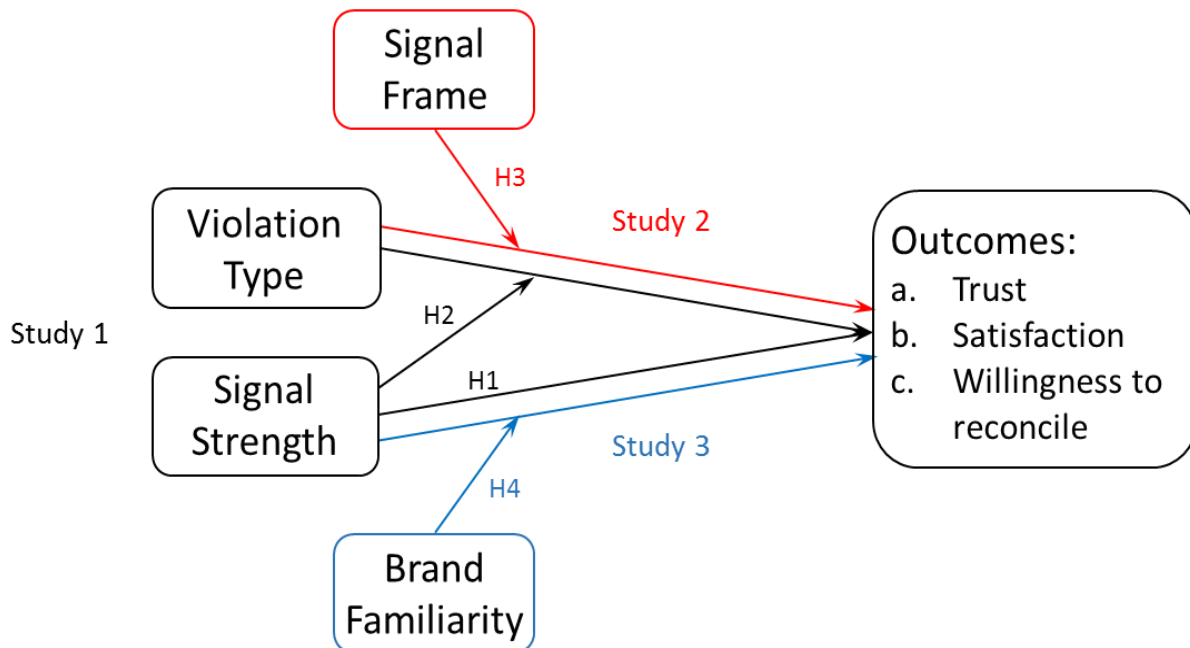 Signal
Frame
H3
Study 2
Violation
Type
Outcomes:
a. Trust
b. Satisfaction
c. Willingness to
reconcile
Study 1
H2
H1
Signal
Strength
Study 3
H4
Brand
Familiarity